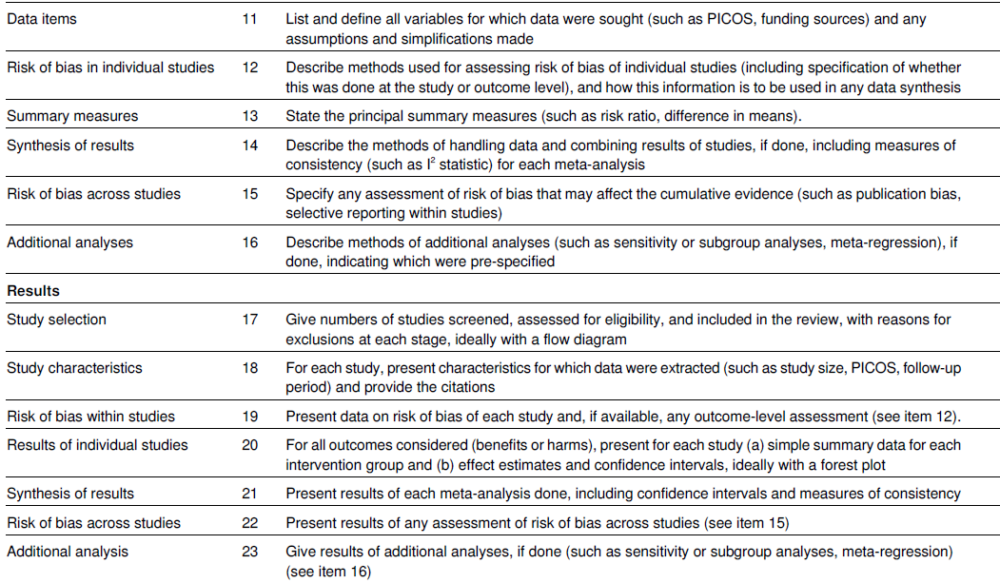 Data items 11 List and define all variables for which data were sought (such as PICOS, funding sources) and any
assumptions and simplifications made
Risk of bias in individual studies 12 Describe methods used for assessing risk of bias of individual studies (including specification of whether
this was done at the study or outcome level), and how this information is to be used in any data synthesis
Summary measures 13 State the principal summary measures (such as risk ratio, difference in means).
Synthesis of results 14 Describe the methods of handling data and combining results of studies, if done, including measures of
consistency (such as I² statistic) for each meta-analysis
Risk of bias across studies 15 Specify any assessment of risk of bias that may affect the cumulative evidence (such as publication bias,
selective reporting within studies)
Additional analyses 16 Describe methods of additional analyses (such as sensitivity or subgroup analyses, meta-regression), if
done, indicating which were pre-specified
Results
Study selection 17 Give numbers of studies screened, assessed for eligibility, and included in the review, with reasons for
exclusions at each stage, ideally with a flow diagram
Study characteristics 18 For each study, present characteristics for which data were extracted (such as study size, PICOS, follow-up
period) and provide the citations
Risk of bias within studies 19 Present data on risk of bias of each study and, if available, any outcome-level assessment (see item 12).
Results of individual studies 20 For all outcomes considered (benefits or harms), present for each study (a) simple summary data for each
intervention group and (b) effect estimates and confidence intervals, ideally with a forest plot
Synthesis of results 21 Present results of each meta-analysis done, including confidence intervals and measures of consistency
Risk of bias across studies 22 Present results of any assessment of risk of bias across studies (see item 15)
Additional analysis 23 Give results of additional analyses, if done (such as sensitivity or subgroup analyses, meta-regression)
(see item 16)